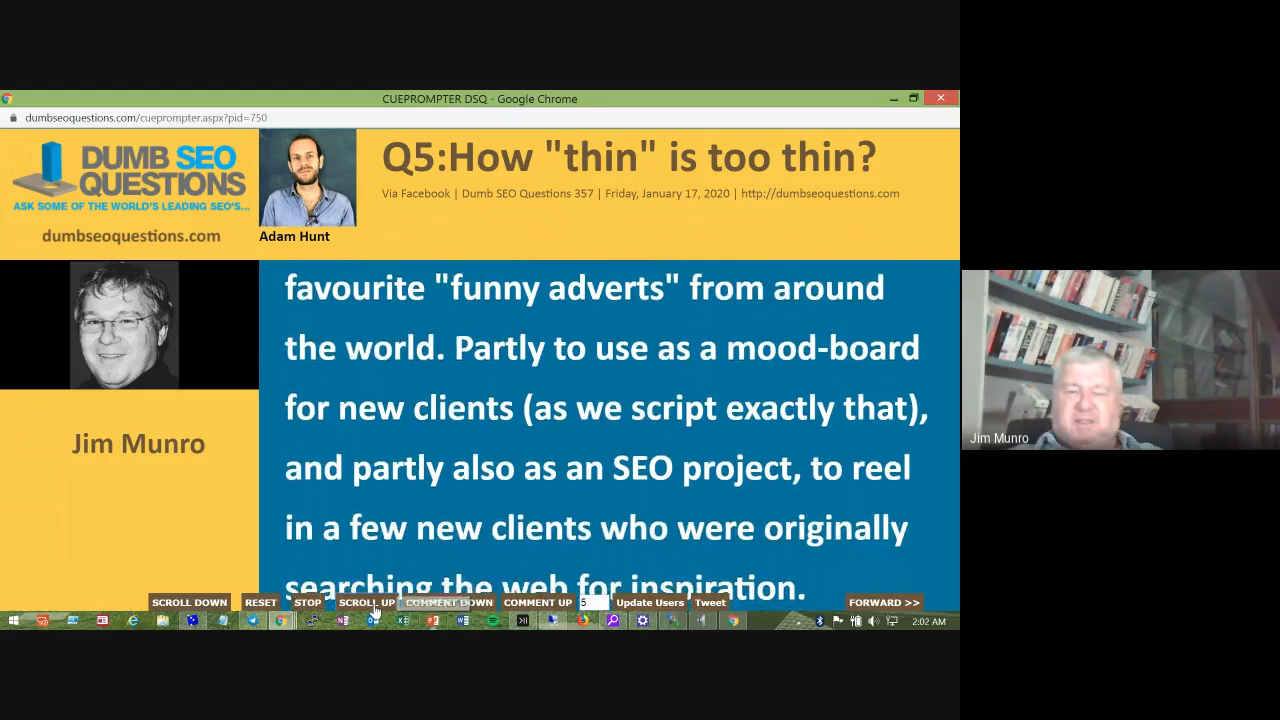 CUEPROMPTER DSQ - Google Chrome
dumbseoquestions.com/cueprompter.aspx?pid=750
DUMB SEO
QUESTIONS
ASK SOME OF THE WORLD'S LEADING SEO'S...
dumbseoquestions.com
Adam Hunt
Q5:How "thin" is too thin?
Via Facebook | Dumb SEO Questions 357 | Friday, January 17, 2020 | http://dumbseoquestions.com
Jim Munro
favourite "funny adverts" from around
the world. Partly to use as a mood-board
for new clients (as we script exactly that),
and partly also as an SEO project, to reel
in a few new clients who were originally
searching the web for inspiration.
SCROLL DOWN RESET STOP SCROLL UP COMMENT DOWN COMMENT UP 5 Update Users Tweet FORWARD >>
2:02 AM
Jim Munro